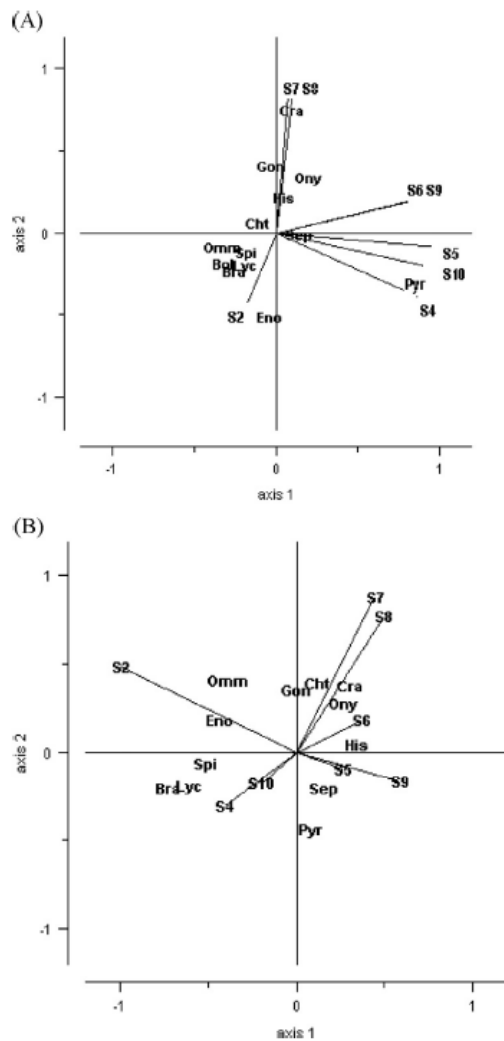 (A)
1
S7 S8
Cra
Gon
Ony
His
S6 S9
axis 2
0
Cht
Sep
Omm
Spi
S5
Lyc
Bra
S10
Pyr
S2
Eno
S4
-1
-1
0
1
axis 1
(B)
1
S7
S8
S2
Omm
Gon
Cht
Cra
Eno
Ony
S6
His
axis 2
0
Spi
S5
Bra
Lyc
S10
Sep
S9
S4
Pyr
-1
-1
0
1
axis 1